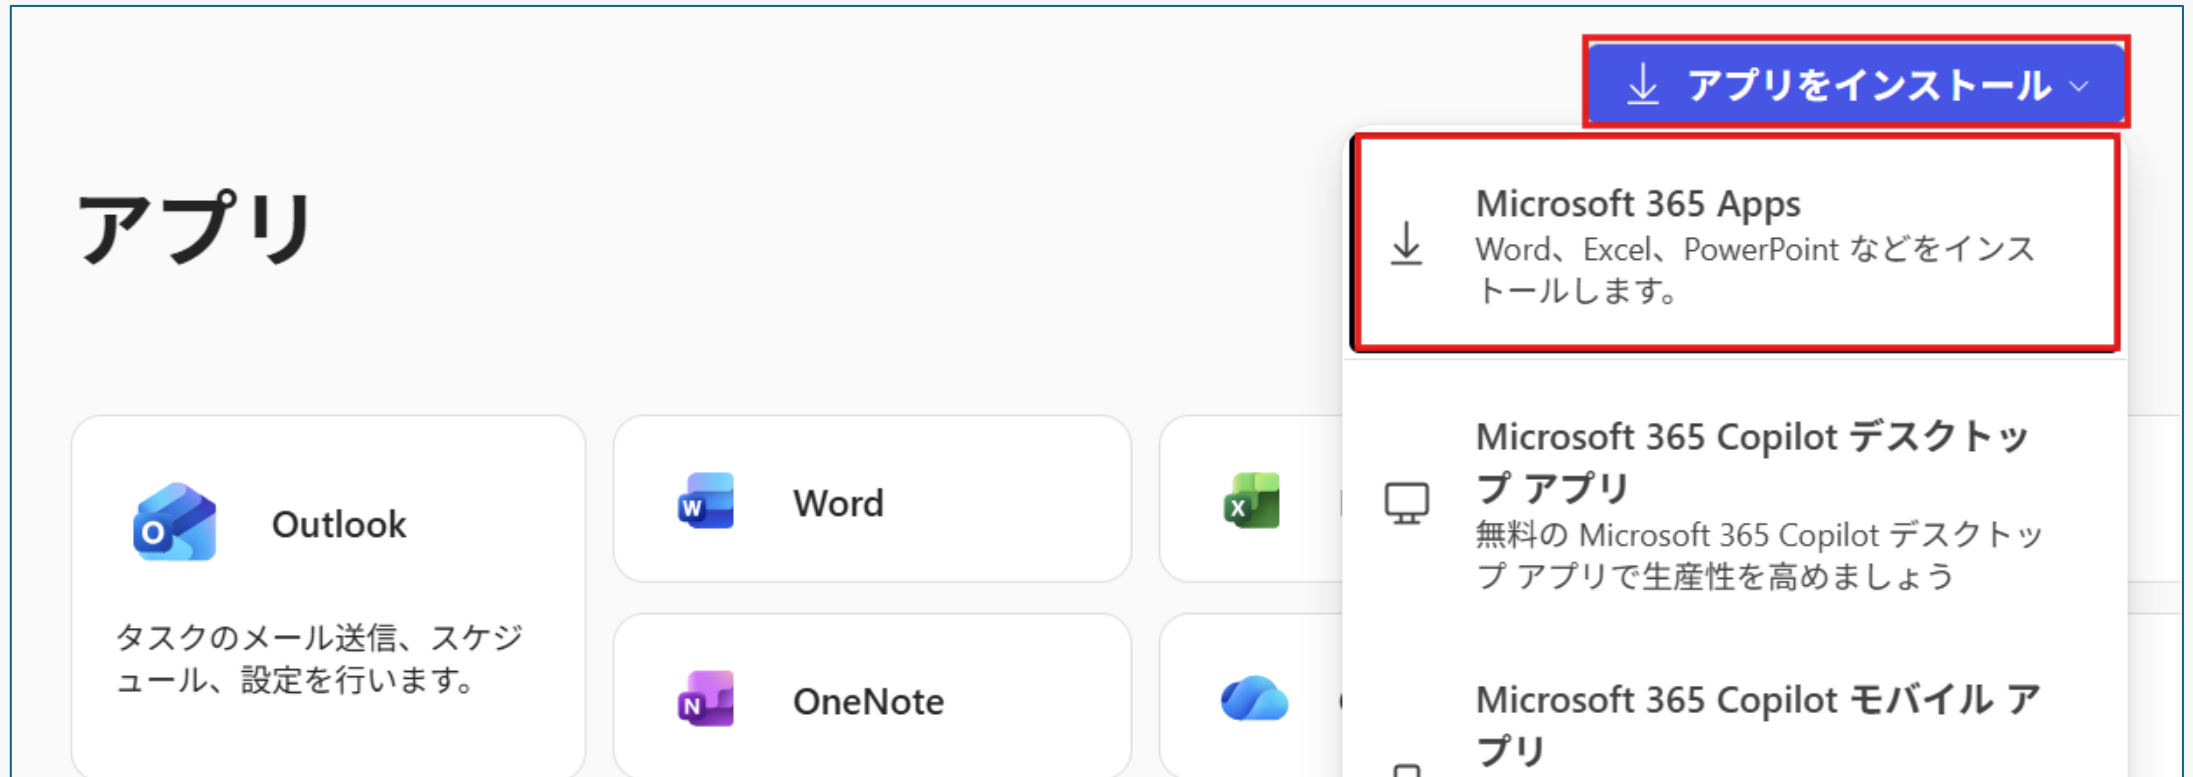 アプリをインストール
アプリ
Microsoft 365 Apps
Word、Excel、PowerPoint などをインス
トールします。
Microsoft 365 Copilot デスクトッ
プ アプリ
無料の Microsoft 365 Copilot デスクトッ
プ アプリで生産性を高めましょう
Microsoft 365 Copilot モバイル ア
プリ
Outlook
タスクのメール送信、スケジ
ュール、設定を行います。
Word
OneNote